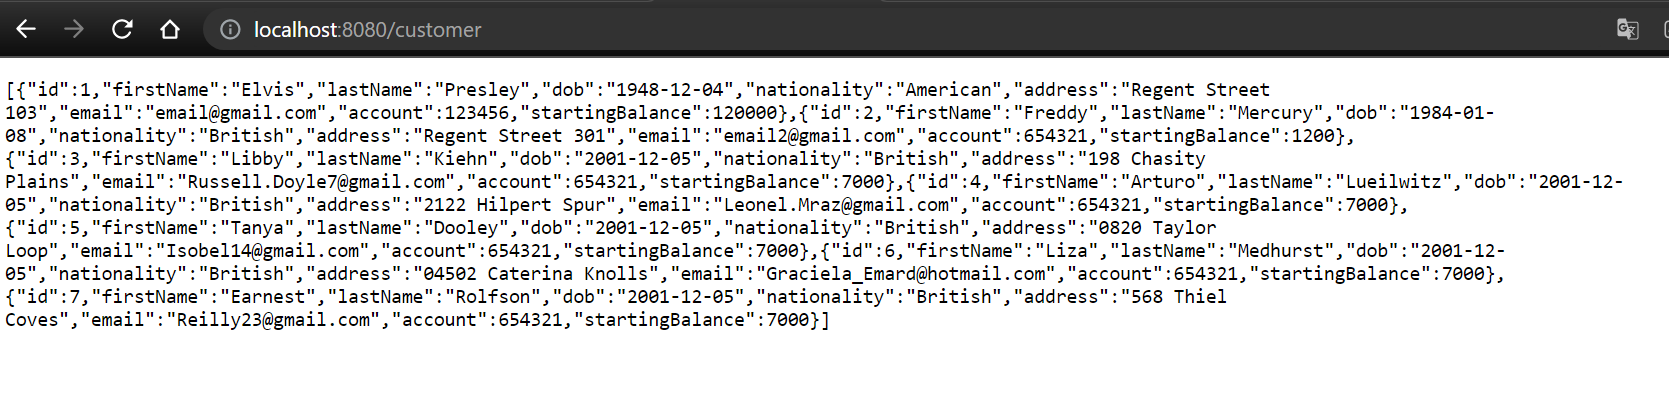 localhost:8080/customer
[{"id":1,"firstName":"Elvis","lastName":"Presley","dob":"1948-12-04","nationality":"American","address":"Regent Street
103","email":"email@gmail.com","account":123456,"startingBalance":120000},{"id":2,"firstName":"Freddy","lastName":"Mercury","dob":"1984-01-
08","nationality":"British","address":"Regent Street 301","email":"email2@gmail.com","account":654321,"startingBalance":1200},
{"id":3,"firstName":"Libby","lastName":"Kiehn","dob":"2001-12-05","nationality":"British","address":"198 Chasity
Plains","email":"Russell.Doyle7@gmail.com","account":654321,"startingBalance":7000},{"id":4,"firstName":"Arturo","lastName":"Lueilwitz","dob":"2001-12-
05","nationality":"British","address":"2122 Hilpert Spur","email":"Leonel.Mraz@gmail.com","account":654321,"startingBalance":7000},
{"id":5,"firstName":"Tanya","lastName":"Dooley","dob":"2001-12-05","nationality":"British","address":"0820 Taylor
Loop","email":"Isobel14@gmail.com","account":654321,"startingBalance":7000},{"id":6,"firstName":"Liza","lastName":"Medhurst","dob":"2001-12-
05","nationality":"British","address":"04502 Caterina Knolls","email":"Graciela_Emard@hotmail.com","account":654321,"startingBalance":7000},
{"id":7,"firstName":"Earnest","lastName":"Rolfson","dob":"2001-12-05","nationality":"British","address":"568 Thiel
Coves","email":"Reilly23@gmail.com","account":654321,"startingBalance":7000}]